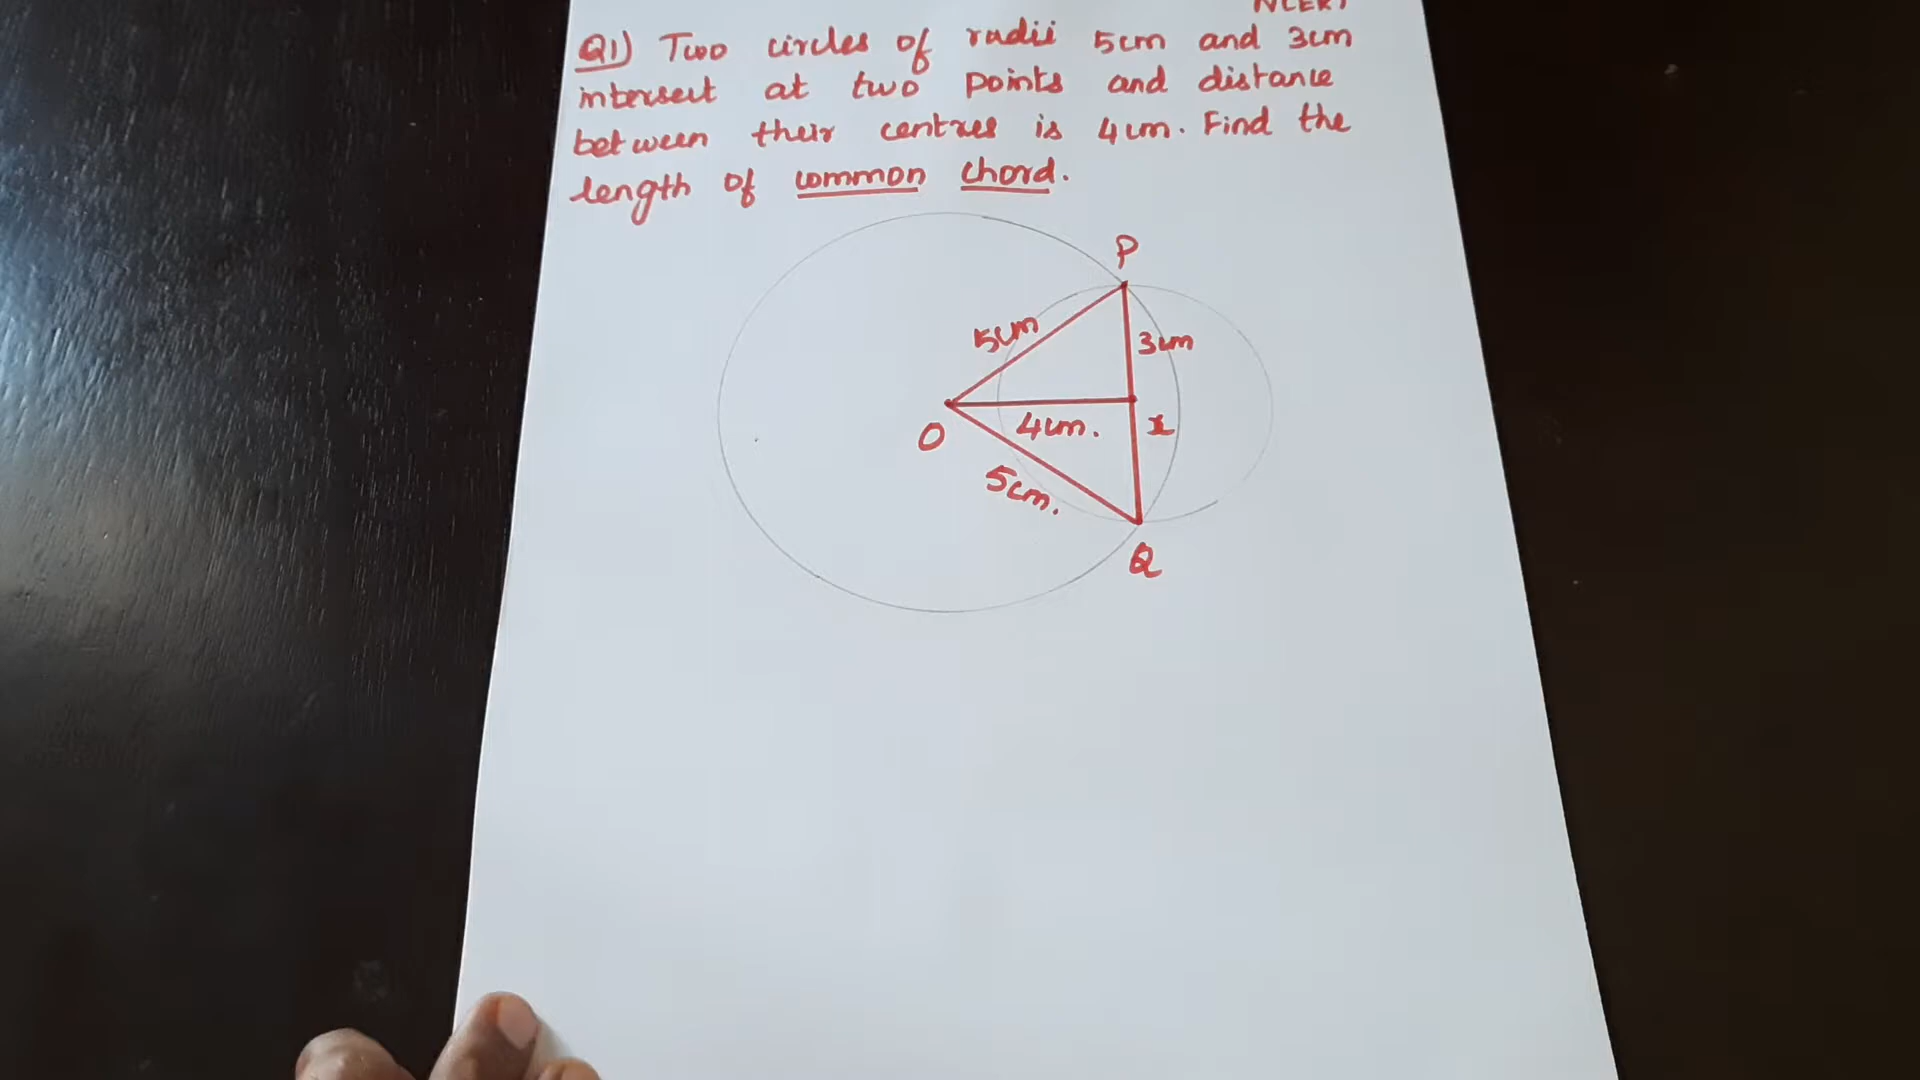 NCERT
Q1) Two circles of radii 5cm and 3cm
intersect at two points and distance
between their centres is 4cm. Find the
length of common chord.
P
5cm
3cm
O
4cm.
x
5cm.
Q